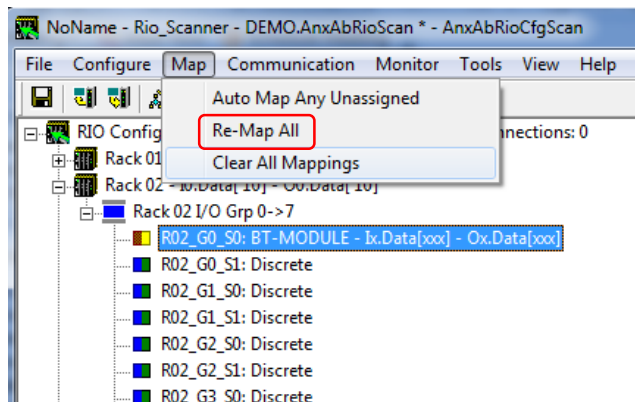 NoName - Rio_Scanner - DEMO.AnxAbRioScan * - AnxAbRioCfgScan
File Configure Map Communication Monitor Tools View Help
Auto Map Any Unassigned
RIO Config nnections: 0
Re-Map All
Rack 01
Clear All Mappings
Rack 02 - I0.Data[ 10] - O0.Data[ 10]
Rack 02 I/O Grp 0->7
R02_G0_S0: BT-MODULE - Ix.Data[xxx] - Ox.Data[xxx]
R02_G0_S1: Discrete
R02_G1_S0: Discrete
R02_G1_S1: Discrete
R02_G2_S0: Discrete
R02_G2_S1: Discrete
R02_G3_S0: Discrete